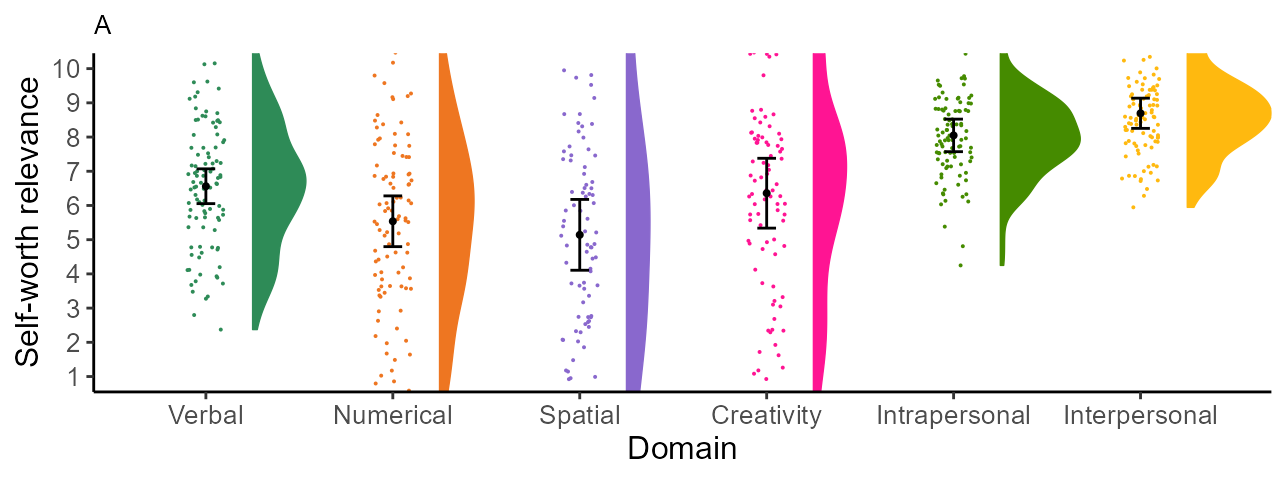 A
Self-worth relevance
10
9
8
7
6
5
4
3
2
1
Verbal Numerical Spatial Creativity Intrapersonal Interpersonal
Domain